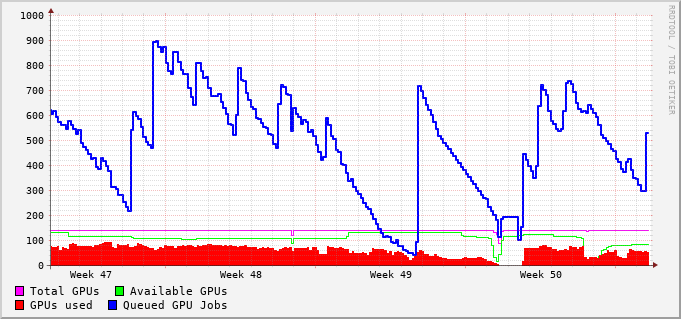 1000
900
800
700
600
500
400
300
200
100
0
Week 47 Week 48 Week 49 Week 50
Total GPUs Available GPUs
GPUs used Queued GPU Jobs
RRDTOOL / TOBI OETIKER